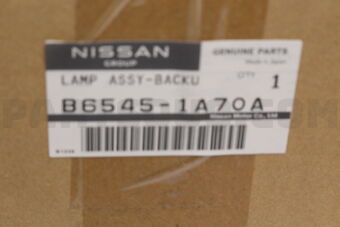 NISSAN
GROUP
GENUINE PARTS
Made in Japan
LAMP ASSY-BACKU
QTY
1
B6545-1A70A
Nissan Motor Co., Ltd